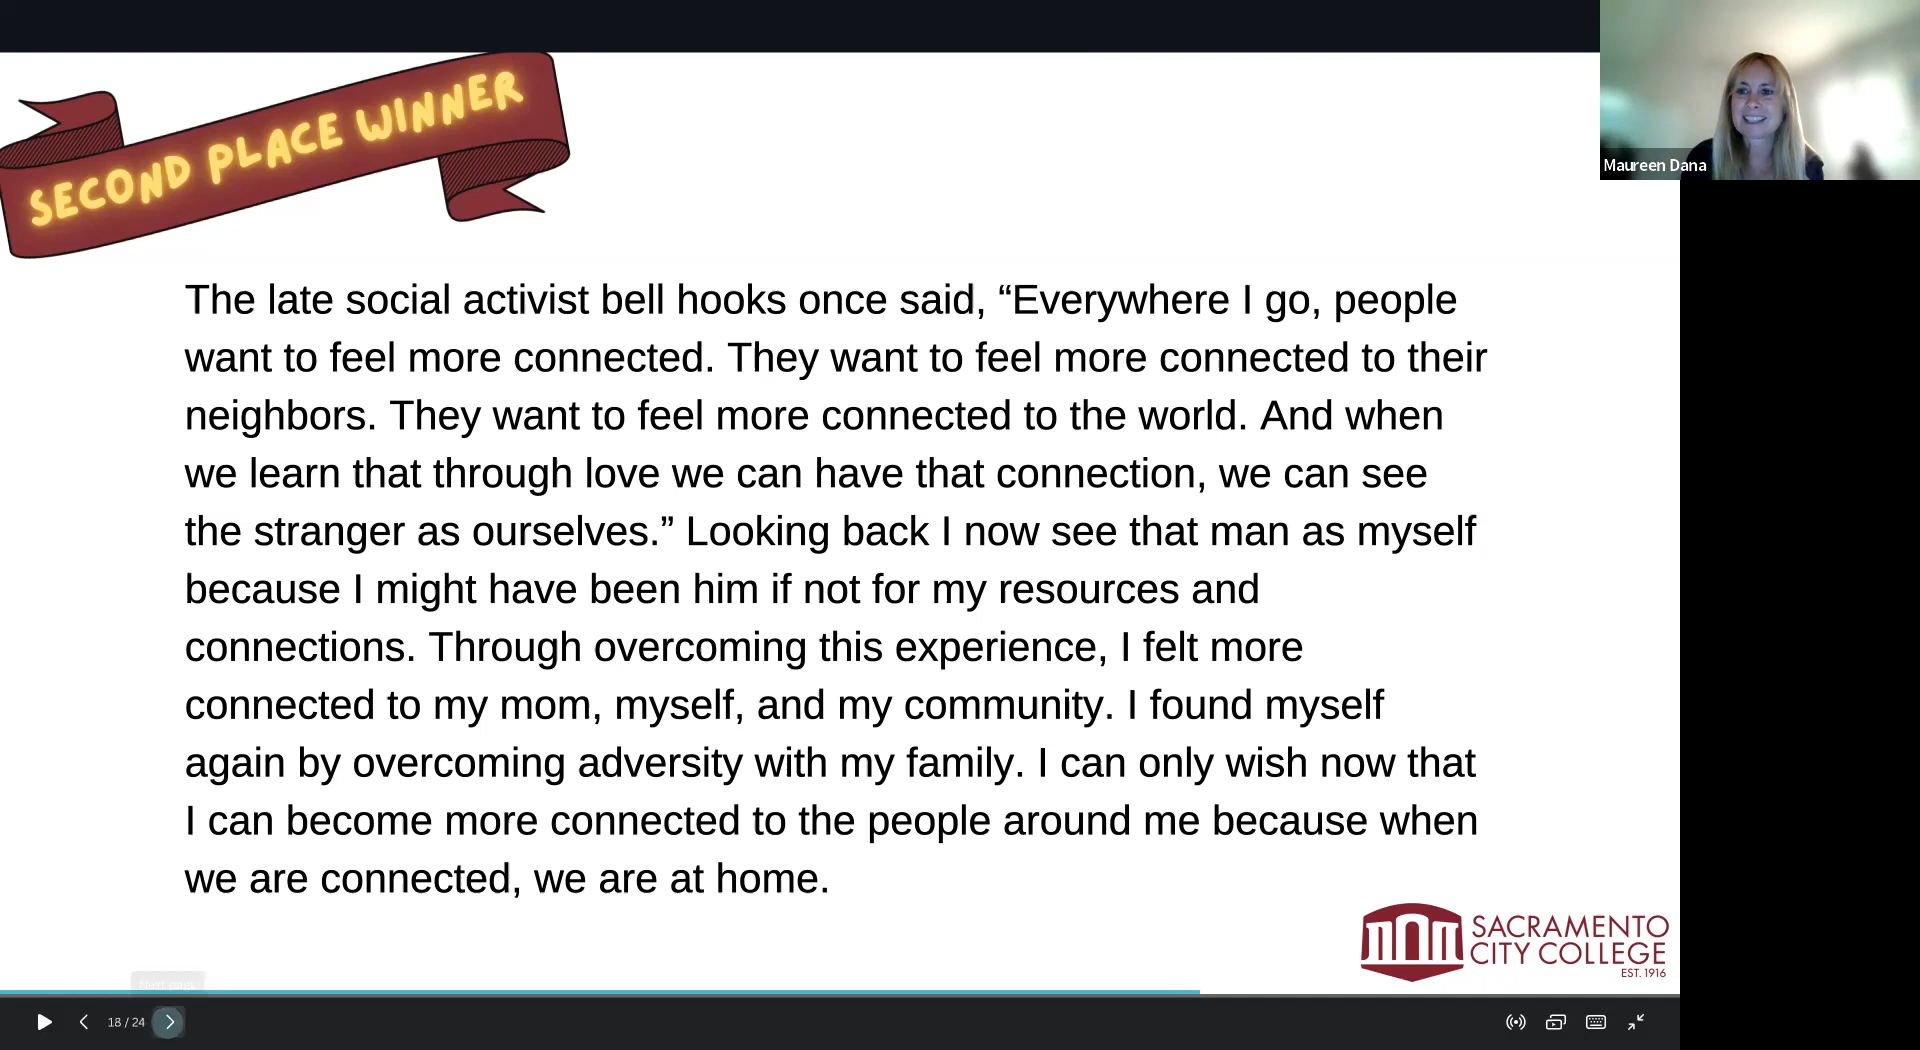 SECOND PLACE WINNER
Maureen Dana
The late social activist bell hooks once said, “Everywhere I go, people
want to feel more connected. They want to feel more connected to their
neighbors. They want to feel more connected to the world. And when
we learn that through love we can have that connection, we can see
the stranger as ourselves.” Looking back I now see that man as myself
because I might have been him if not for my resources and
connections. Through overcoming this experience, I felt more
connected to my mom, myself, and my community. I found myself
again by overcoming adversity with my family. I can only wish now that
I can become more connected to the people around me because when
we are connected, we are at home.
SACRAMENTO
CITY COLLEGE
EST. 1916
Next page
18 / 24